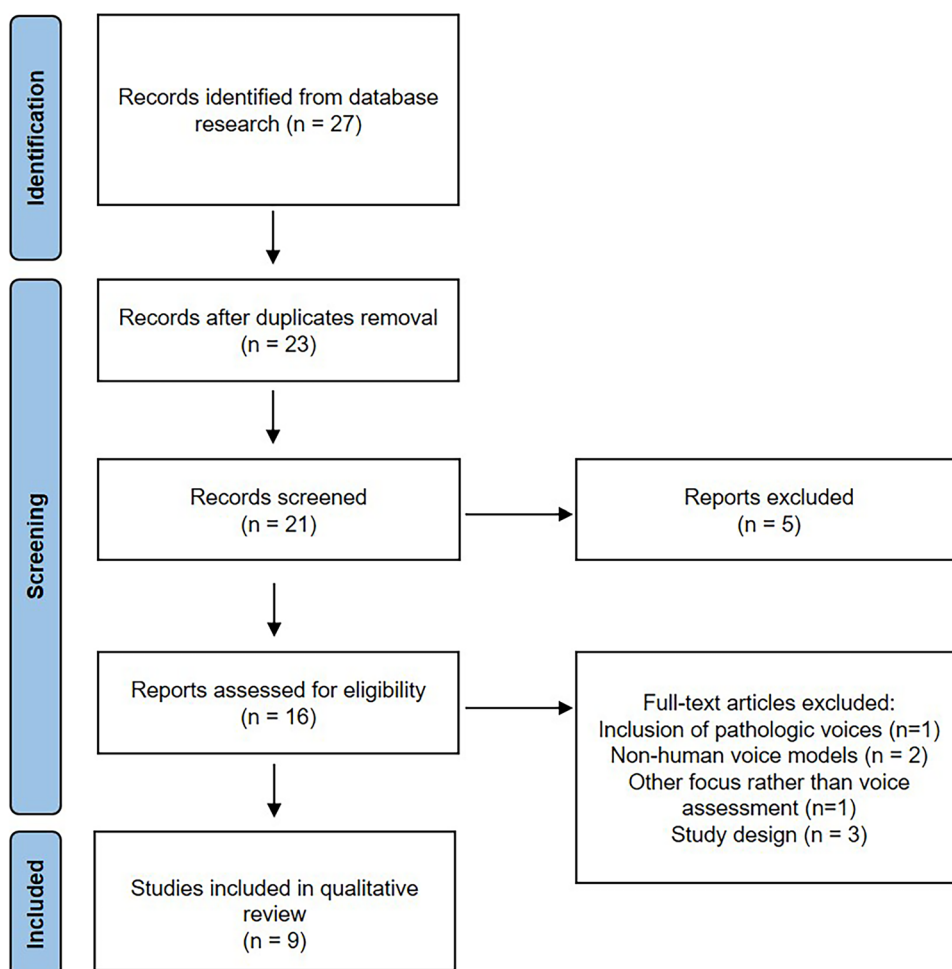 Identification
Records identified from database
research (n = 27)
Screening
Records after duplicates removal
(n = 23)
Records screened
(n = 21)
Reports excluded
(n = 5)
Reports assessed for eligibility
(n = 16)
Full-text articles excluded:
Inclusion of pathologic voices (n=1)
Non-human voice models (n = 2)
Other focus rather than voice
assessment (n=1)
Study design (n = 3)
Included
Studies included in qualitative
review
(n = 9)